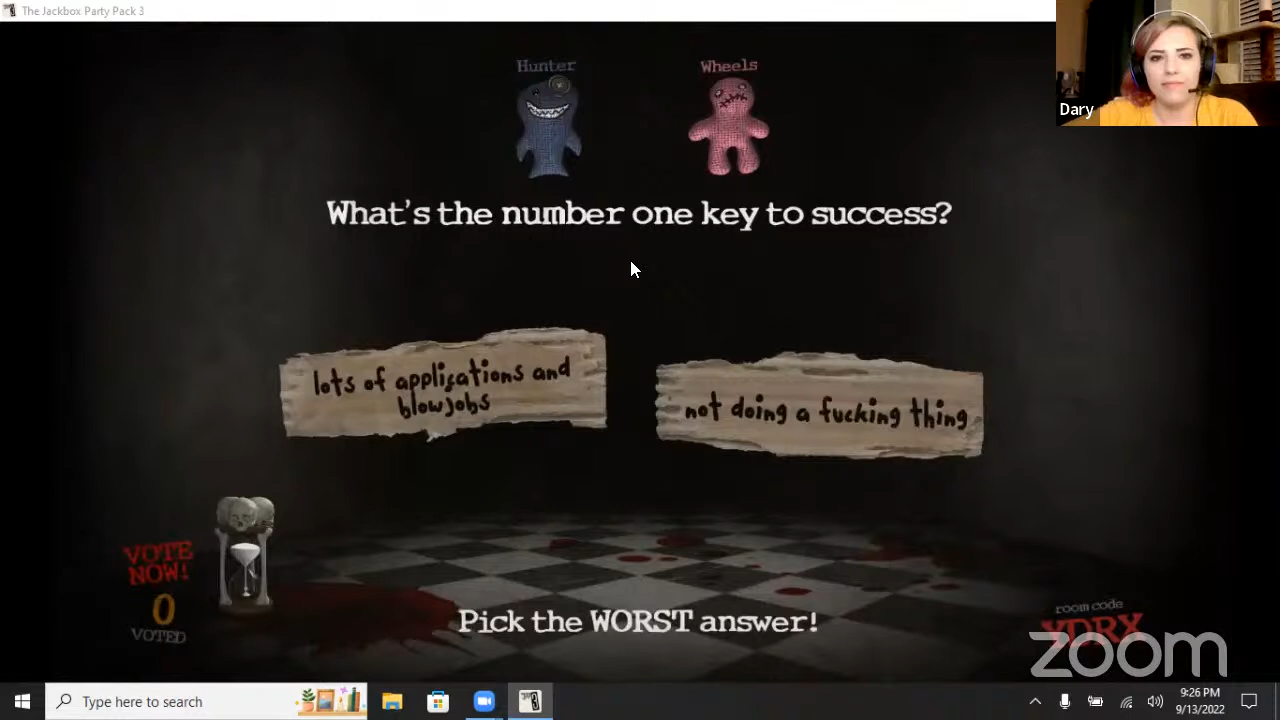 The Jackbox Party Pack 3
Dary
Hunter
Wheels
What's the number one key to success?
lots of applications and
blowjobs
not doing a fucking thing
VOTE
NOW!
0
VOTED
Pick the WORST answer!
room code
YDRX
zoom
Type here to search
9:26 PM
9/13/2022